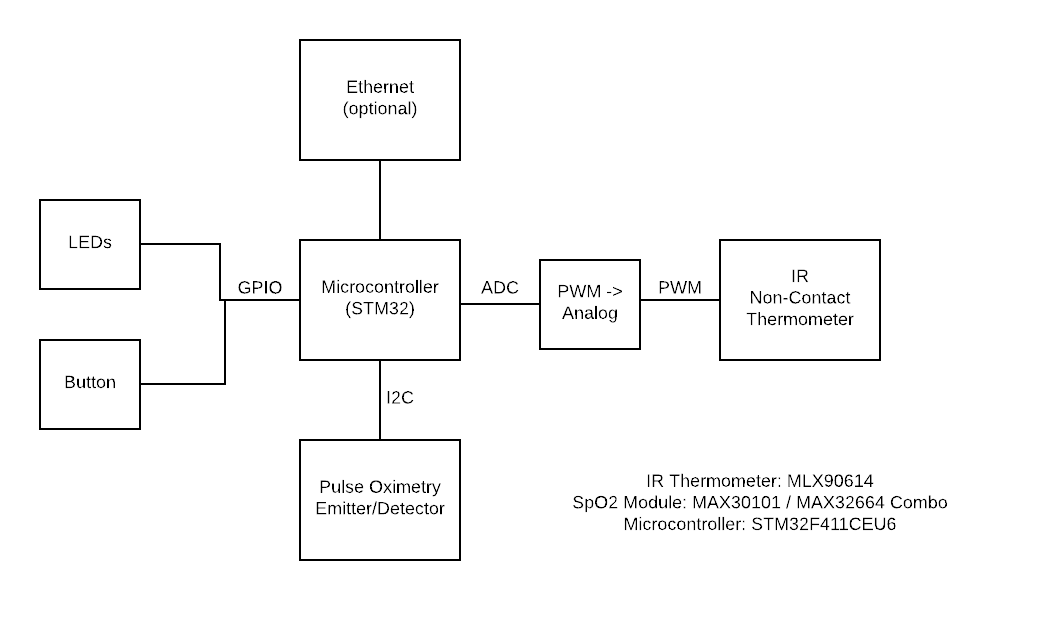 Ethernet
(optional)
LEDs
GPIO
Microcontroller
(STM32)
ADC
PWM ->
Analog
PWM
IR
Non-Contact
Thermometer
Button
I2C
Pulse Oximetry
Emitter/Detector
IR Thermometer: MLX90614
SpO2 Module: MAX30101 / MAX32664 Combo
Microcontroller: STM32F411CEU6